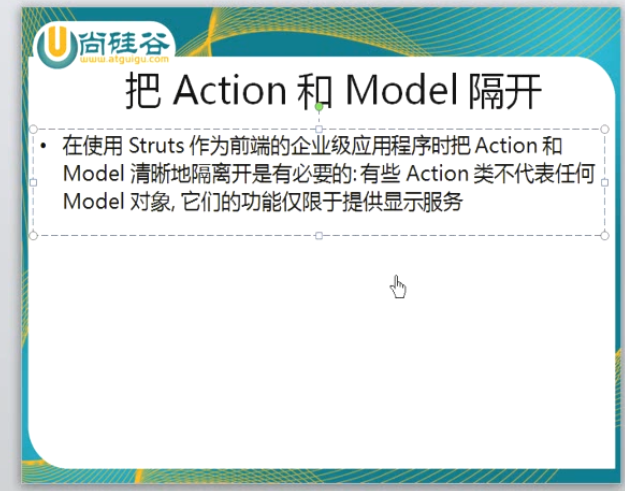 U尚硅谷
www.atguigu.com
把 Action 和 Model 隔开
• 在使用 Struts 作为前端的企业级应用程序时把 Action 和
Model 清晰地隔离开是有必要的: 有些 Action 类不代表任何
Model 对象, 它们的功能仅限于提供显示服务